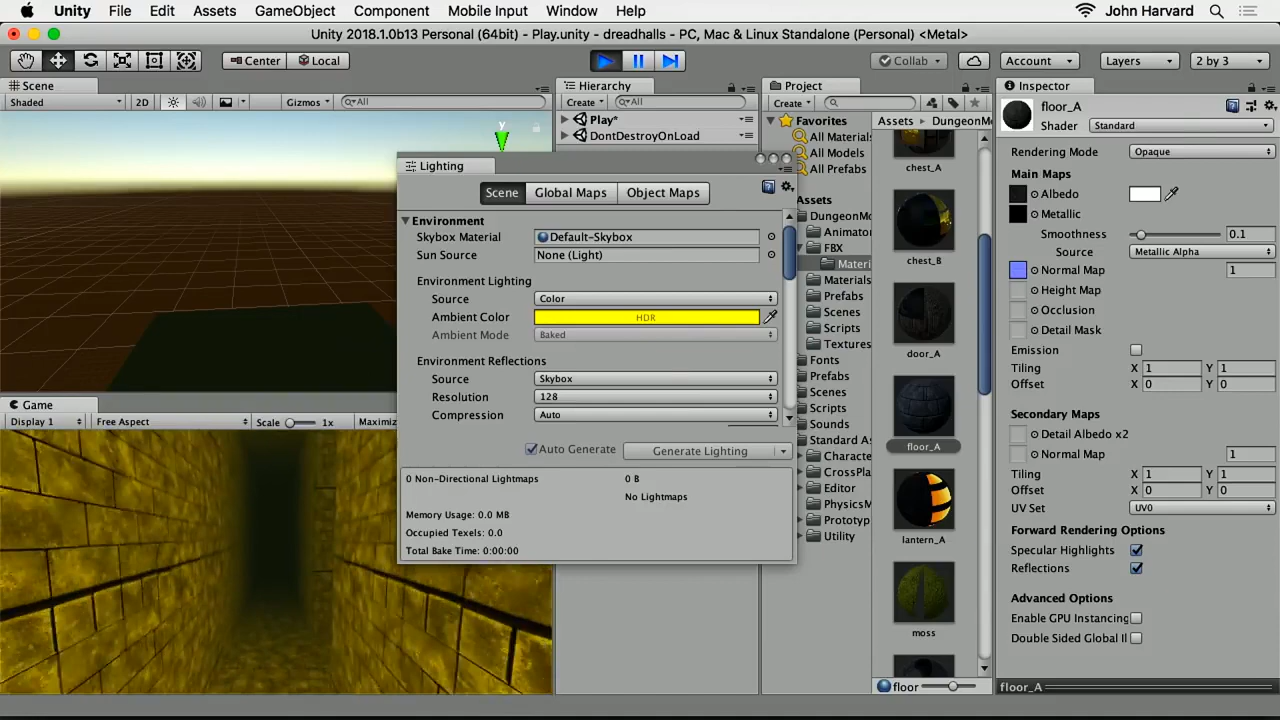 Unity File Edit Assets GameObject Component Mobile Input Window Help John Harvard
Unity 2018.1.0b13 Personal (64bit) - Play.unity - dreadhalls - PC, Mac & Linux Standalone (Personal) <Metal>
Center Local Collab Account Layers 2 by 3
Scene
Shaded 2D Gizmos All
y
Hierarchy
Create All
Play*
DontDestroyOnLoad
Project
Create
Favorites
All Materials
All Models
All Prefabs
Assets
DungeonMo
Animator
FBX
Materi
Materials
Prefabs
Scenes
Scripts
Textures
Fonts
Prefabs
Scenes
Scripts
Sounds
Standard As
Characte
CrossPla
Editor
PhysicsM
Prototyp
Utility
Assets DungeonMo
chest_A
chest_B
door_A
floor_A
lantern_A
moss
floor
Lighting
Scene Global Maps Object Maps
Environment
Skybox Material Default-Skybox
Sun Source None (Light)
Environment Lighting
Source Color
Ambient Color HDR
Ambient Mode Baked
Environment Reflections
Source Skybox
Resolution 128
Compression Auto
Auto Generate Generate Lighting
0 Non-Directional Lightmaps 0 B
No Lightmaps
Memory Usage: 0.0 MB
Occupied Texels: 0.0
Total Bake Time: 0:00:00
Game
Display 1 Free Aspect Scale 1x Maximiz
Inspector
floor_A
Shader Standard
Rendering Mode Opaque
Main Maps
Albedo
Metallic
Smoothness 0.1
Source Metallic Alpha
Normal Map 1
Height Map
Occlusion
Detail Mask
Emission
Tiling X 1 Y 1
Offset X 0 Y 0
Secondary Maps
Detail Albedo x2
Normal Map 1
Tiling X 1 Y 1
Offset X 0 Y 0
UV Set UV0
Forward Rendering Options
Specular Highlights
Reflections
Advanced Options
Enable GPU Instancing
Double Sided Global Il
floor_A